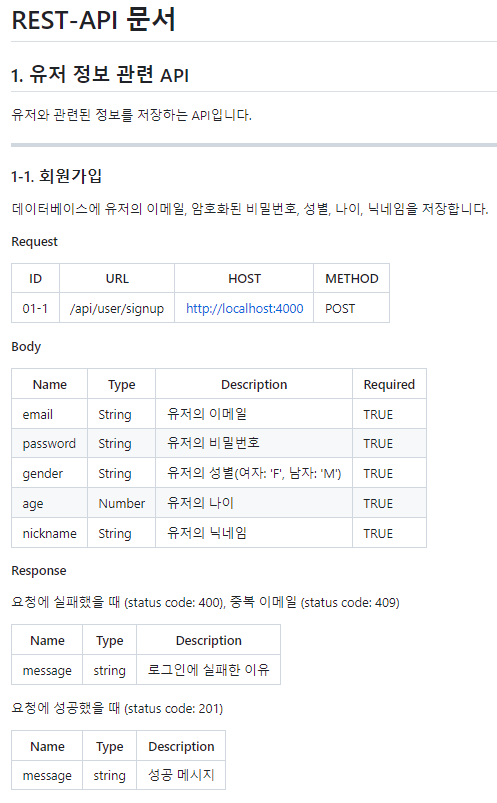 REST-API 문서
1. 유저 정보 관련 API
유저와 관련된 정보를 저장하는 API입니다.
1-1. 회원가입
데이터베이스에 유저의 이메일, 암호화된 비밀번호, 성별, 나이, 닉네임을 저장합니다.
Request
ID URL HOST METHOD
01-1 /api/user/signup http://localhost:4000 POST
Body
Name Type Description Required
email String 유저의 이메일 TRUE
password String 유저의 비밀번호 TRUE
gender String 유저의 성별(여자: 'F', 남자: 'M') TRUE
age Number 유저의 나이 TRUE
nickname String 유저의 닉네임 TRUE
Response
요청에 실패했을 때 (status code: 400), 중복 이메일 (status code: 409)
Name Type Description
message string 로그인에 실패한 이유
요청에 성공했을 때 (status code: 201)
Name Type Description
message string 성공 메시지